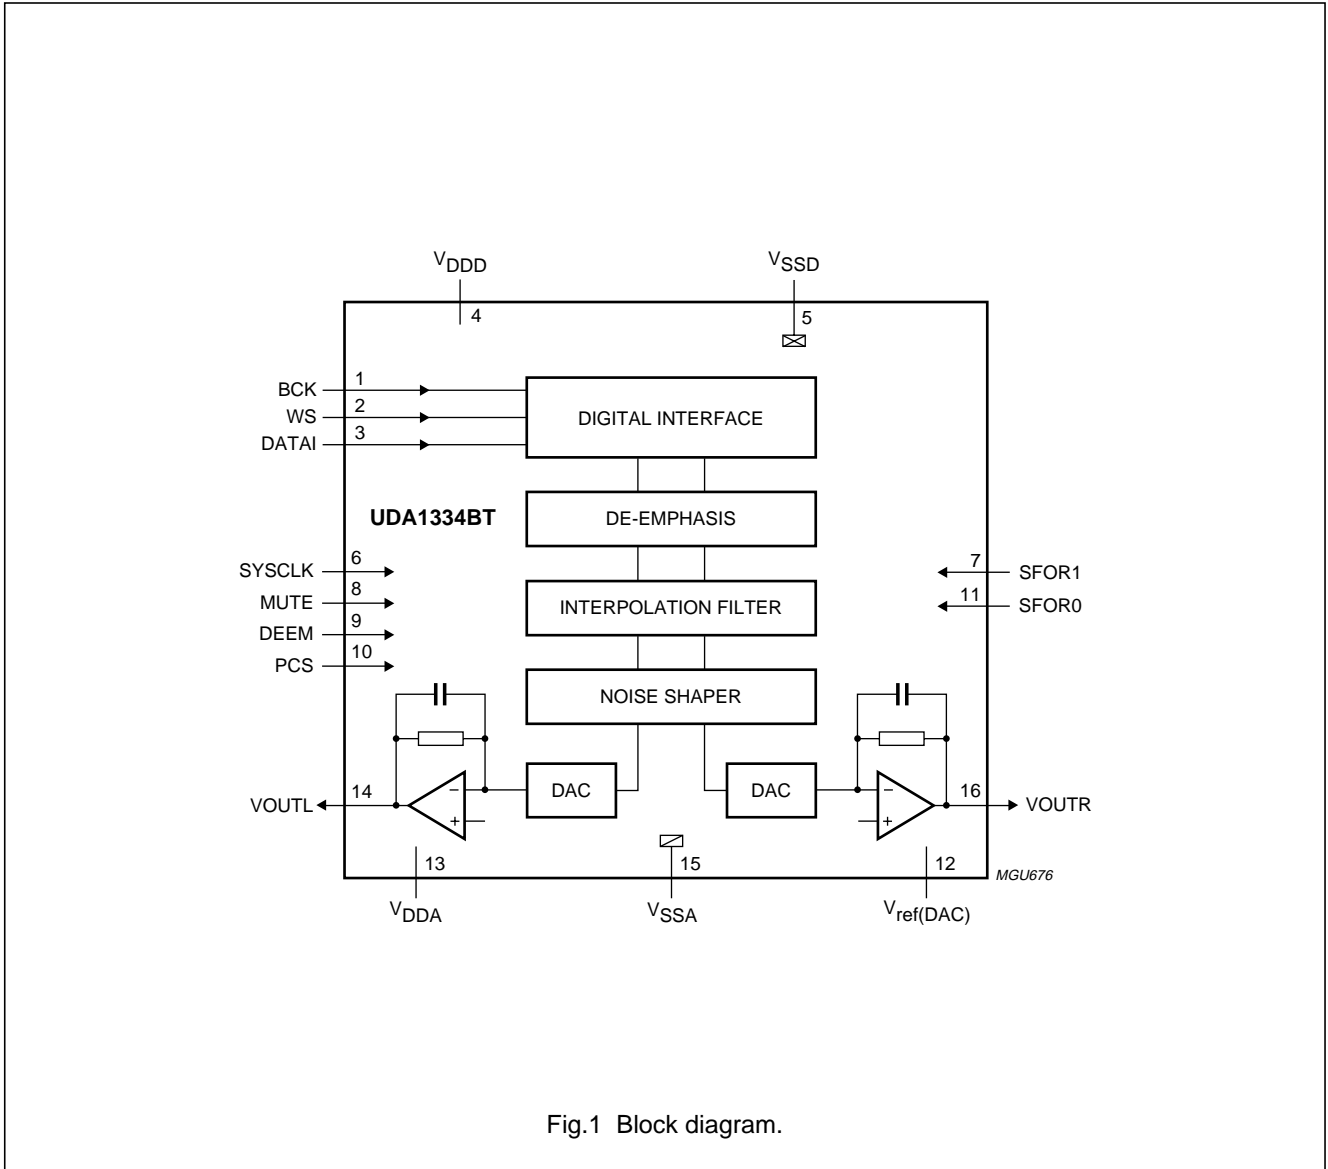 VDDD
VSSD
4
5
BCK
1
WS
2
DATAI
3
DIGITAL INTERFACE
UDA1334BT
DE-EMPHASIS
SYSCLK
6
7
SFOR1
MUTE
8
INTERPOLATION FILTER
11
SFOR0
DEEM
9
PCS
10
NOISE SHAPER
VOUTL
14
−
+
DAC
DAC
−
+
16
VOUTR
13
15
12
MGU676
VDDA
VSSA
Vref(DAC)
Fig.1 Block diagram.